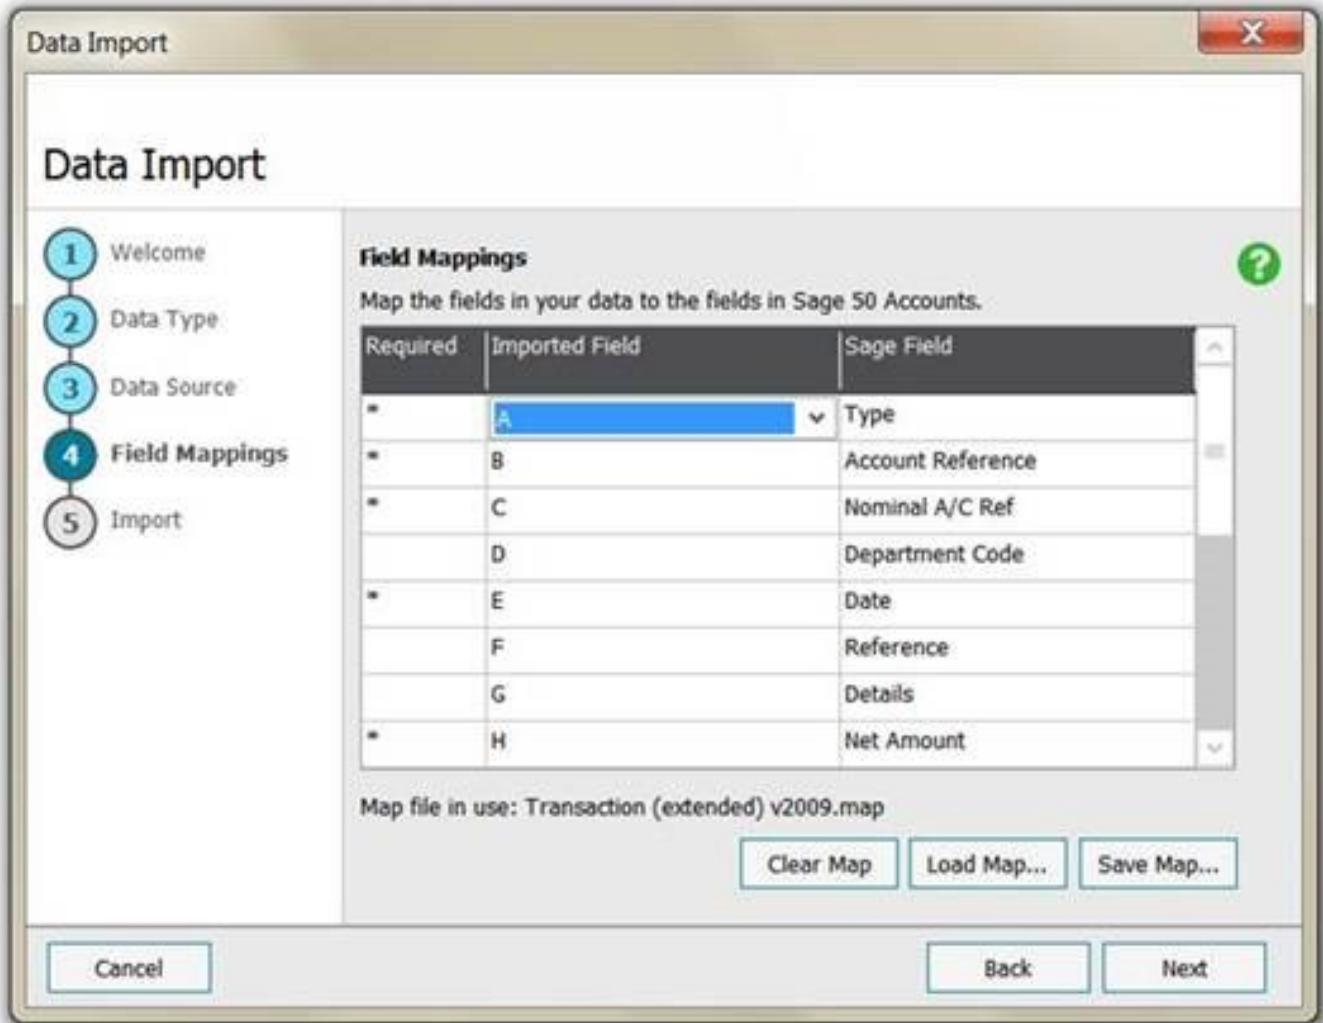 Data Import
Data Import
1 Welcome
2 Data Type
3 Data Source
4 Field Mappings
5 Import
Field Mappings
?
Map the fields in your data to the fields in Sage 50 Accounts.
Required Imported Field Sage Field
* A Type
* B Account Reference
* C Nominal A/C Ref
D Department Code
* E Date
F Reference
G Details
* H Net Amount
Map file in use: Transaction (extended) v2009.map
Clear Map Load Map... Save Map...
Cancel Back Next